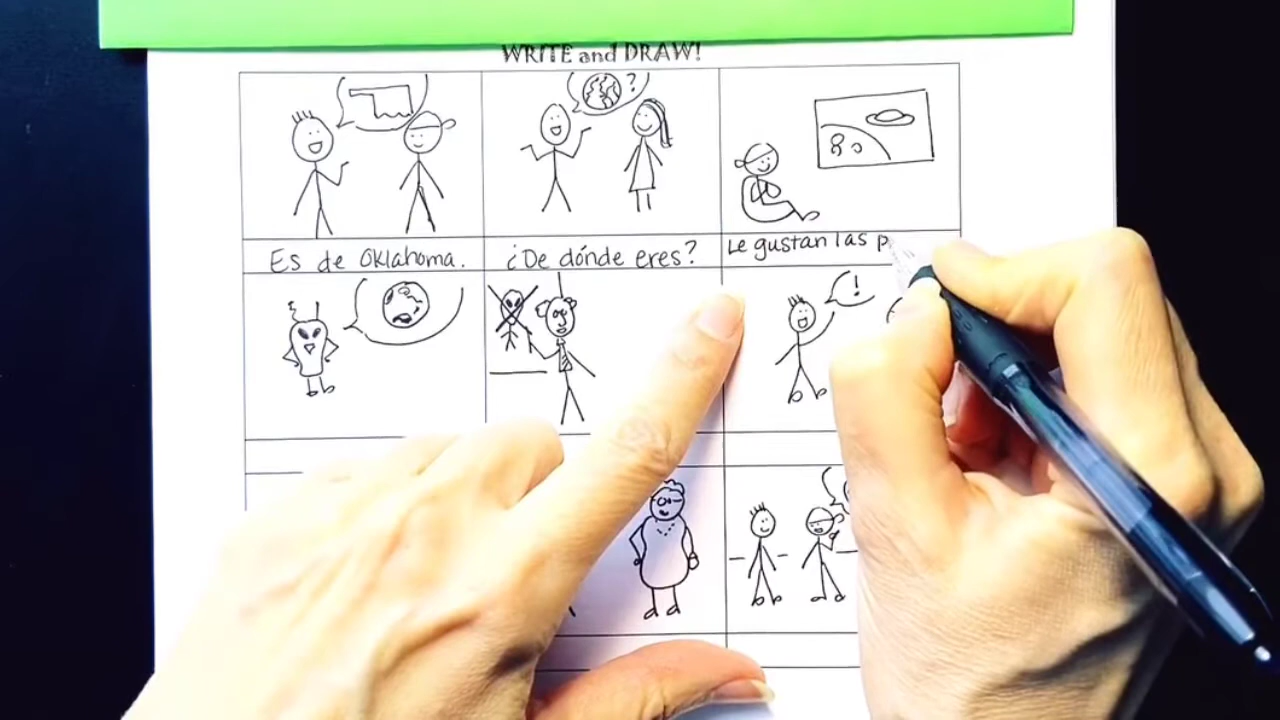 WRITE and DRAW!
?
Es de Oklahoma.
¿De dónde eres?
Le gustan las p
!